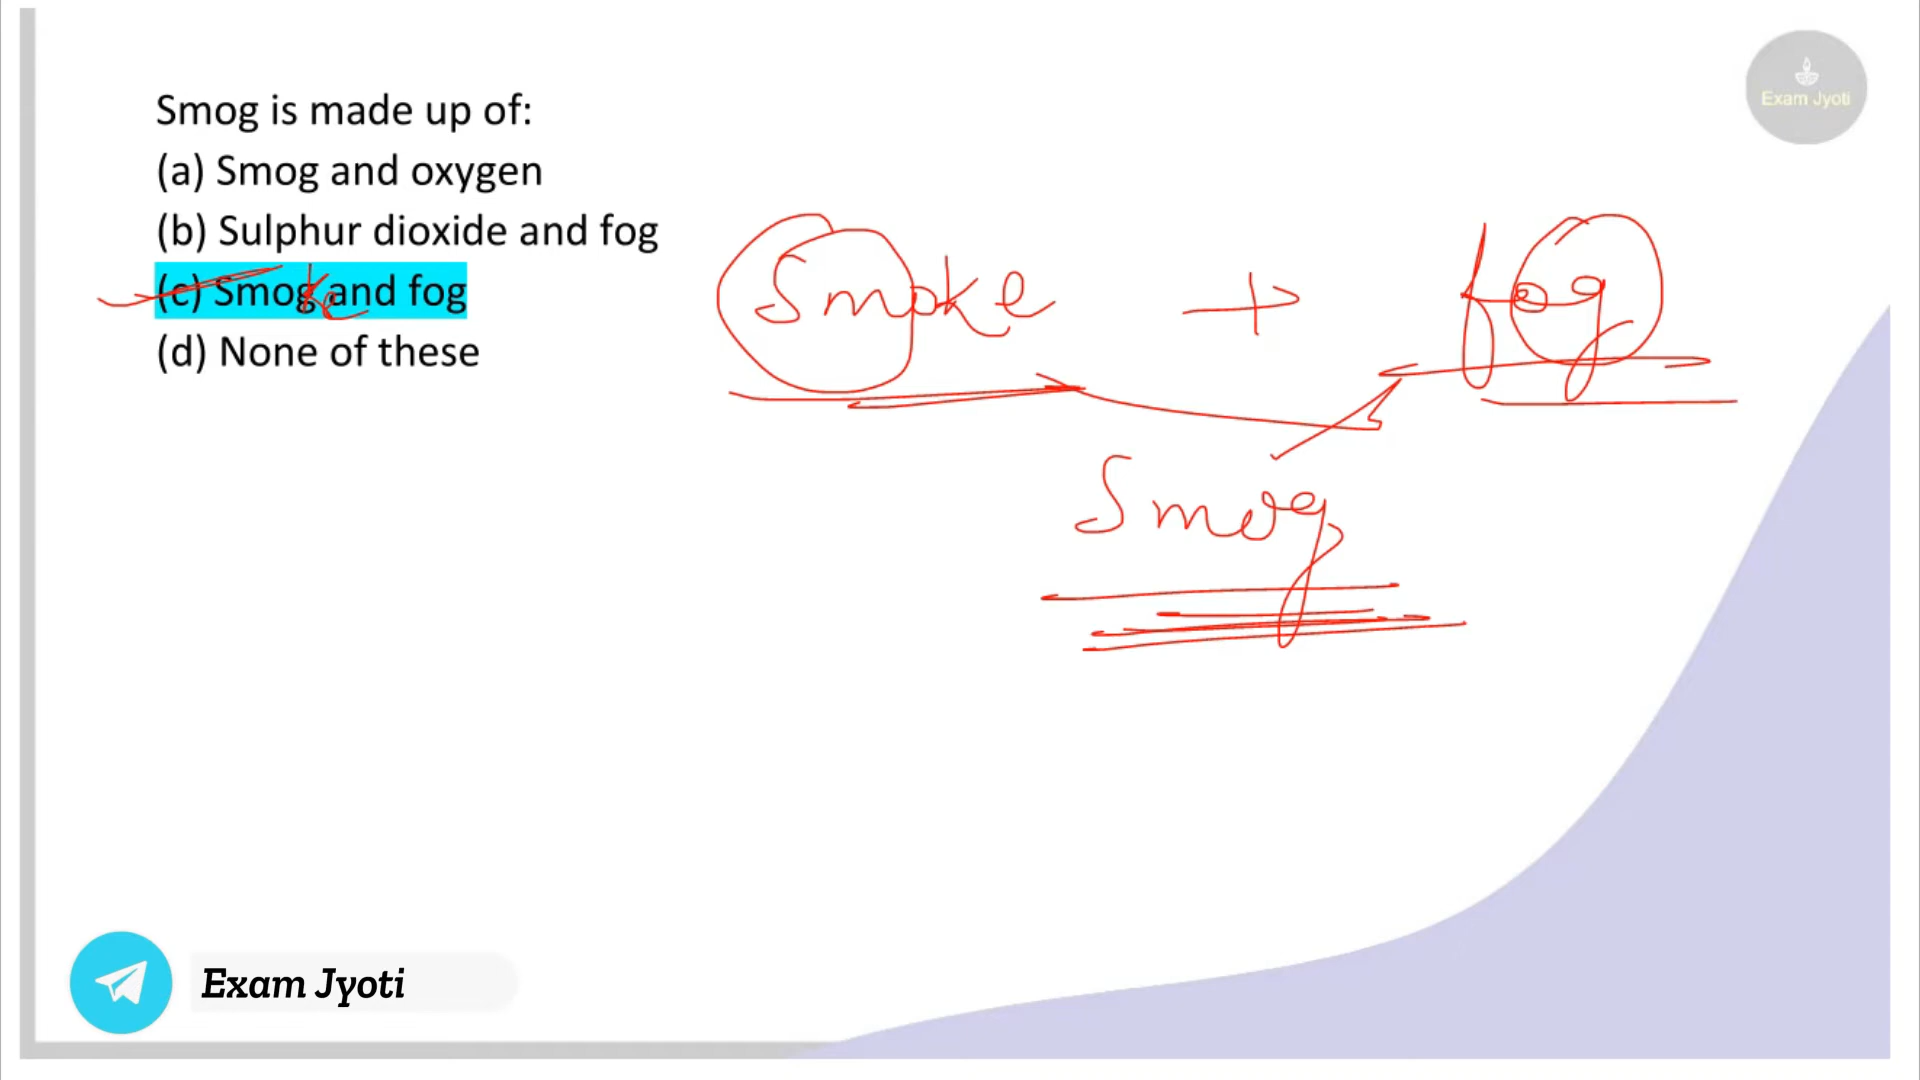 Exam Jyoti
Smog is made up of:
(a) Smog and oxygen
(b) Sulphur dioxide and fog
(c) Smog and fog
ke
(d) None of these
Smoke + fog
Smog
Exam Jyoti